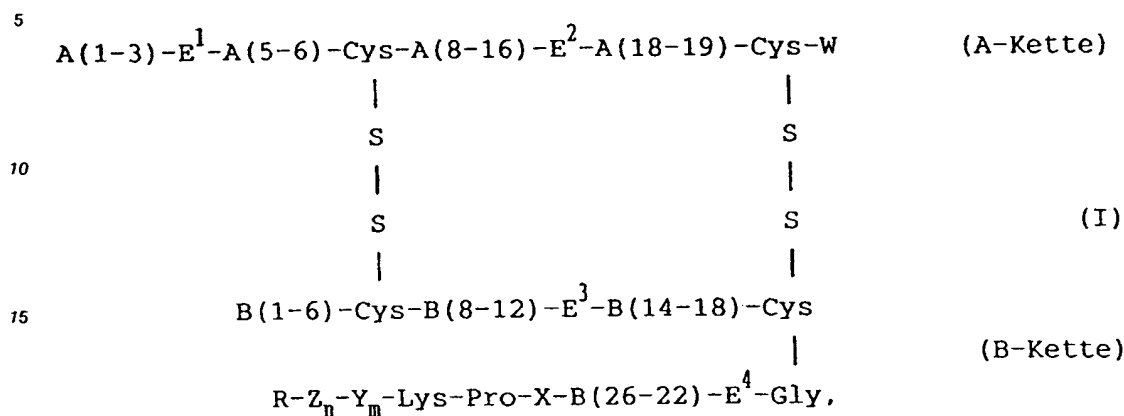 5
A(1-3)-E¹-A(5-6)-Cys-A(8-16)-E²-A(18-19)-Cys-W (A-Kette)
| |
S S
10
| |
S S (I)
| |
15 B(1-6)-Cys-B(8-12)-E³-B(14-18)-Cys
| (B-Kette)
R-Zₙ-Yₘ-Lys-Pro-X-B(26-22)-E⁴-Gly,